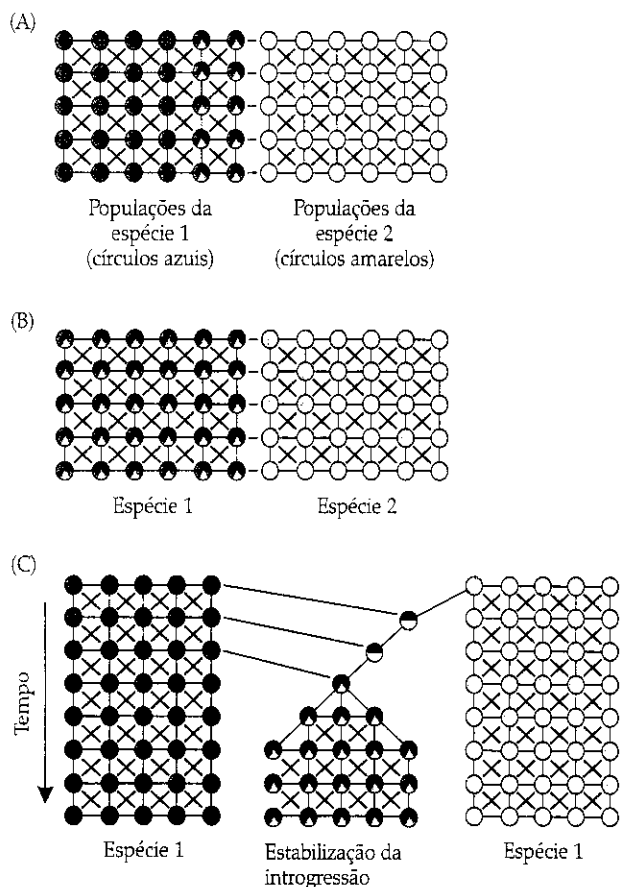 (A)
Populações da
espécie 1
(círculos azuis)
Populações da
espécie 2
(círculos amarelos)
(B)
Espécie 1
Espécie 2
(C)
Tempo
Espécie 1
Estabilização da
introgressão
Espécie 1